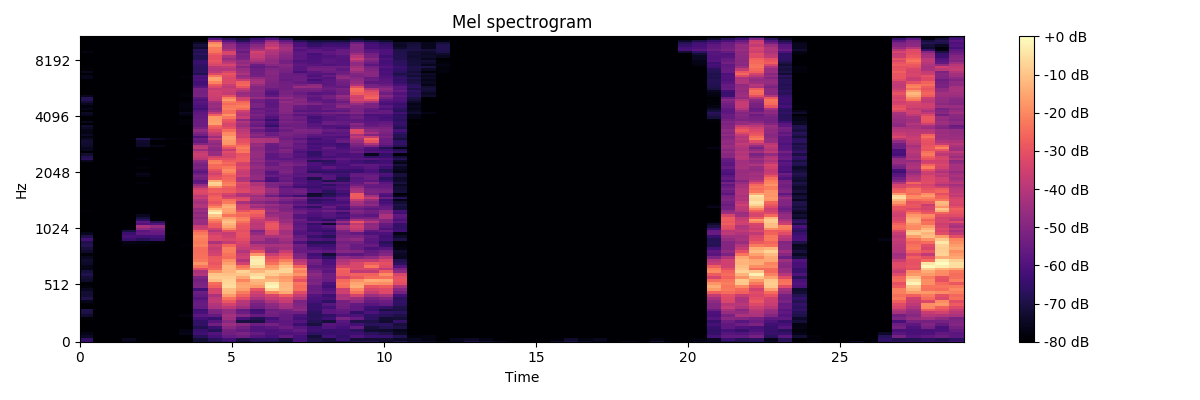 Mel spectrogram
Hz
8192
4096
2048
1024
512
0
0 5 10 15 20 25
Time
+0 dB
-10 dB
-20 dB
-30 dB
-40 dB
-50 dB
-60 dB
-70 dB
-80 dB